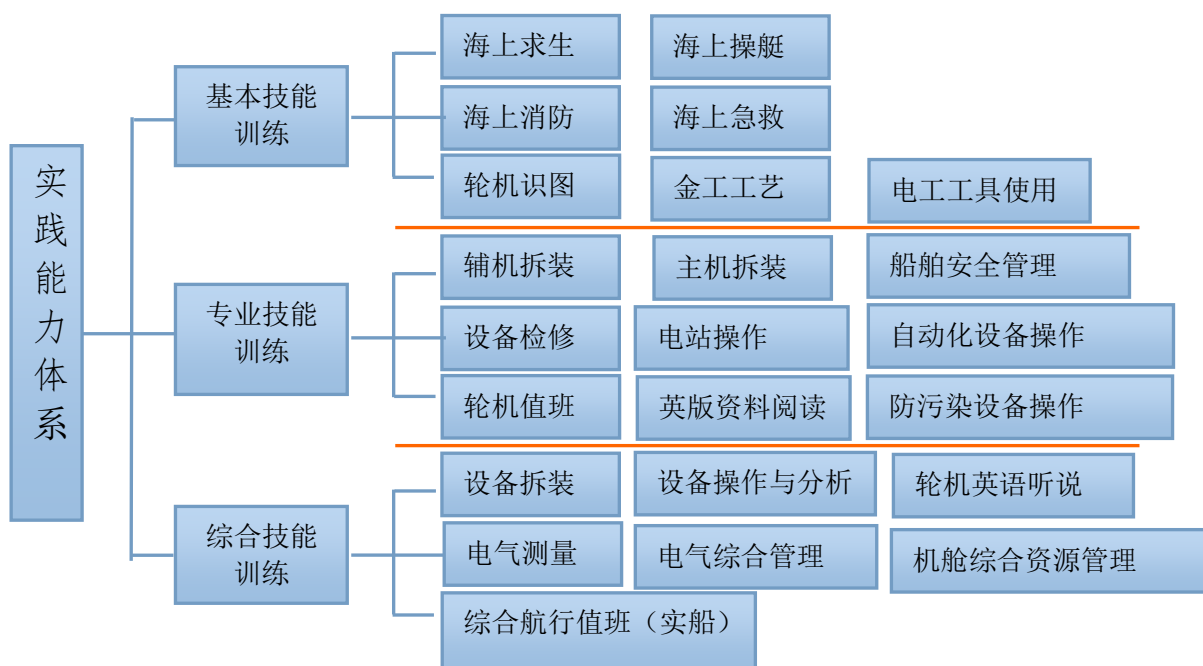 实践能力体系
基本技能
训练
海上求生
海上操艇
海上消防
海上急救
轮机识图
金工工艺
电工工具使用
专业技能
训练
辅机拆装
主机拆装
船舶安全管理
设备检修
电站操作
自动化设备操作
轮机值班
英版资料阅读
防污染设备操作
综合技能
训练
设备拆装
设备操作与分析
轮机英语听说
电气测量
电气综合管理
机舱综合资源管理
综合航行值班（实船）